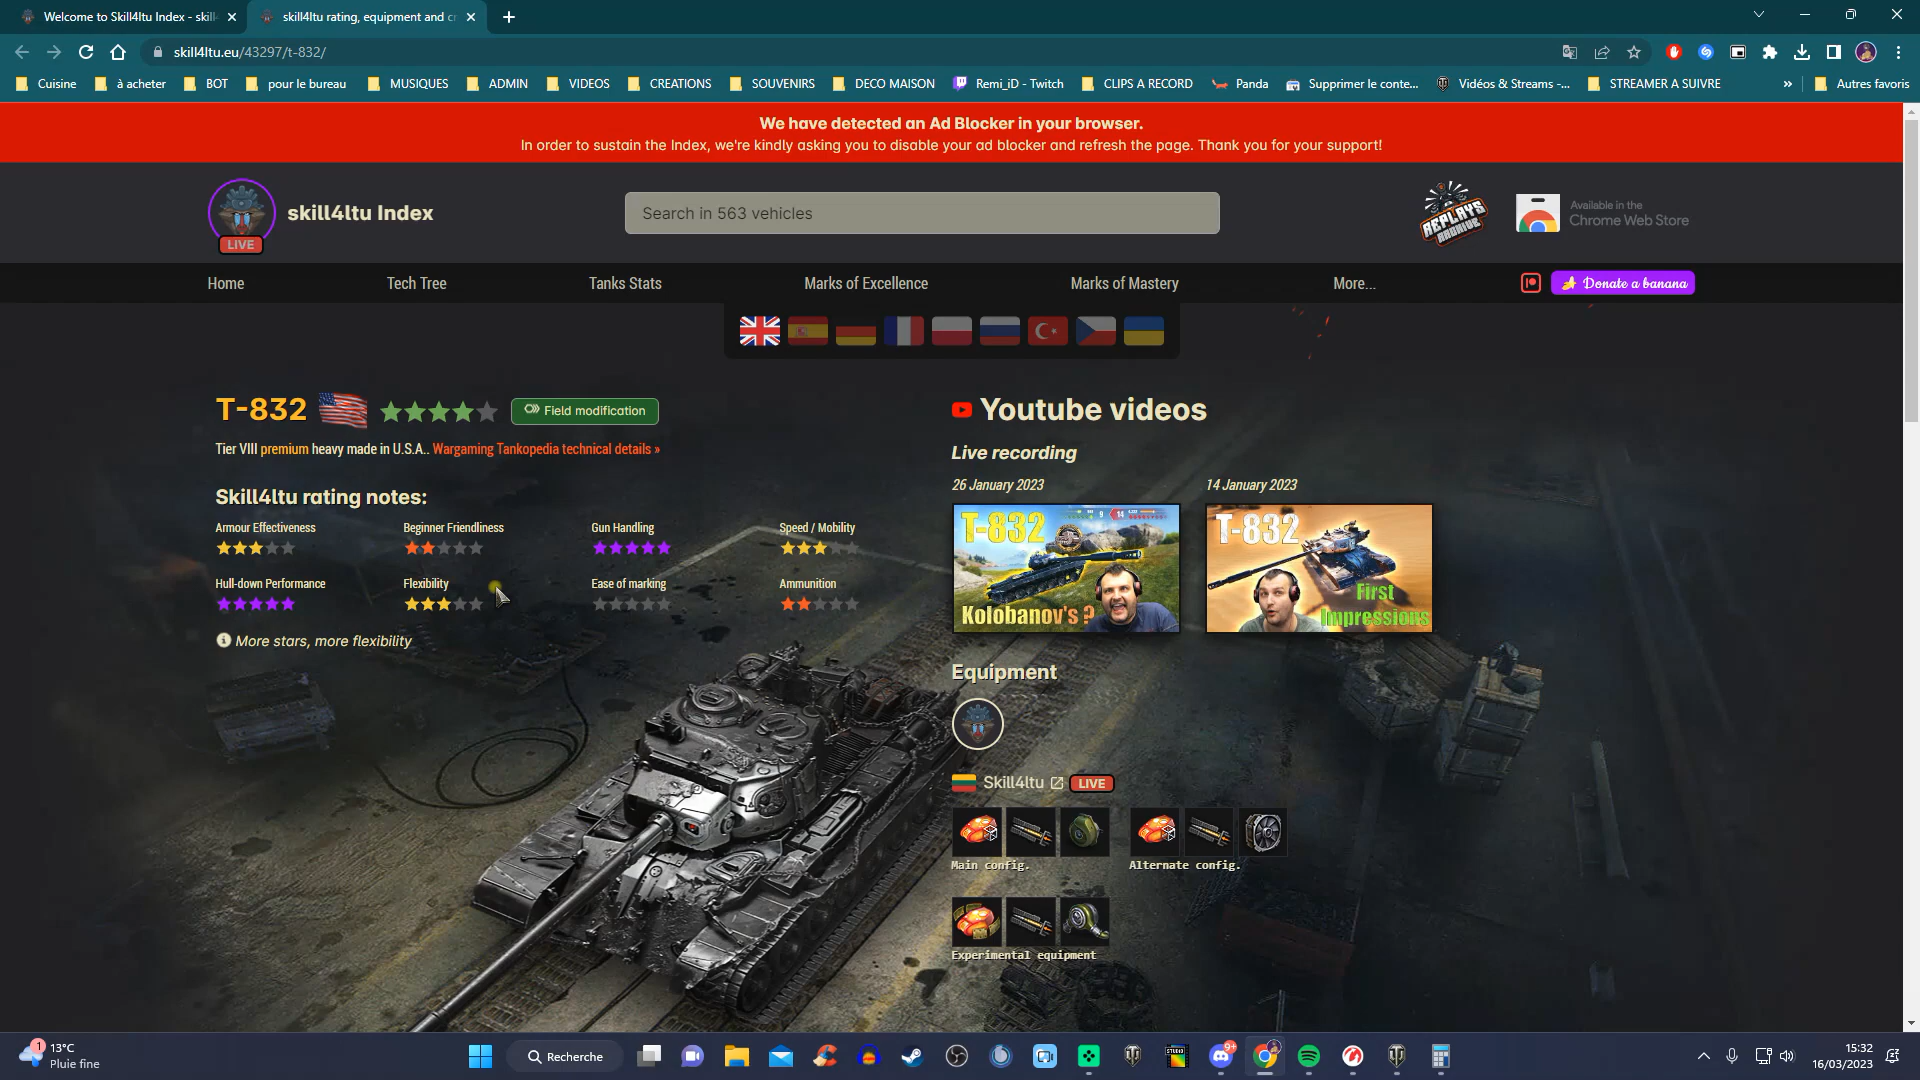 Welcome to Skill4ltu Index - skill
skill4ltu rating, equipment and cr
skill4ltu.eu/43297/t-832/
Cuisine
à acheter
BOT
pour le bureau
MUSIQUES
ADMIN
VIDEOS
CREATIONS
SOUVENIRS
DECO MAISON
Remi_iD - Twitch
CLIPS A RECORD
Panda
Supprimer le conte...
Vidéos & Streams -...
STREAMER A SUIVRE
»
Autres favoris
We have detected an Ad Blocker in your browser.
In order to sustain the Index, we're kindly asking you to disable your ad blocker and refresh the page. Thank you for your support!
LIVE
skill4ltu Index
Search in 563 vehicles
REPLAYS
ARCHIVE
Available in the
Chrome Web Store
Home
Tech Tree
Tanks Stats
Marks of Excellence
Marks of Mastery
More...
Donate a banana
T-832
Field modification
Tier VIII premium heavy made in U.S.A.. Wargaming Tankopedia technical details »
Skill4ltu rating notes:
Armour Effectiveness
Beginner Friendliness
Gun Handling
Speed / Mobility
Hull-down Performance
Flexibility
Ease of marking
Ammunition
More stars, more flexibility
Youtube videos
Live recording
26 January 2023
14 January 2023
T-832
9
14
Kolobanov's ?
T-832
First
Impressions
Equipment
Skill4ltu
LIVE
Main config.
Alternate config.
Experimental equipment
1
13°C
Pluie fine
Recherche
STUDIO
9+
15:32
16/03/2023